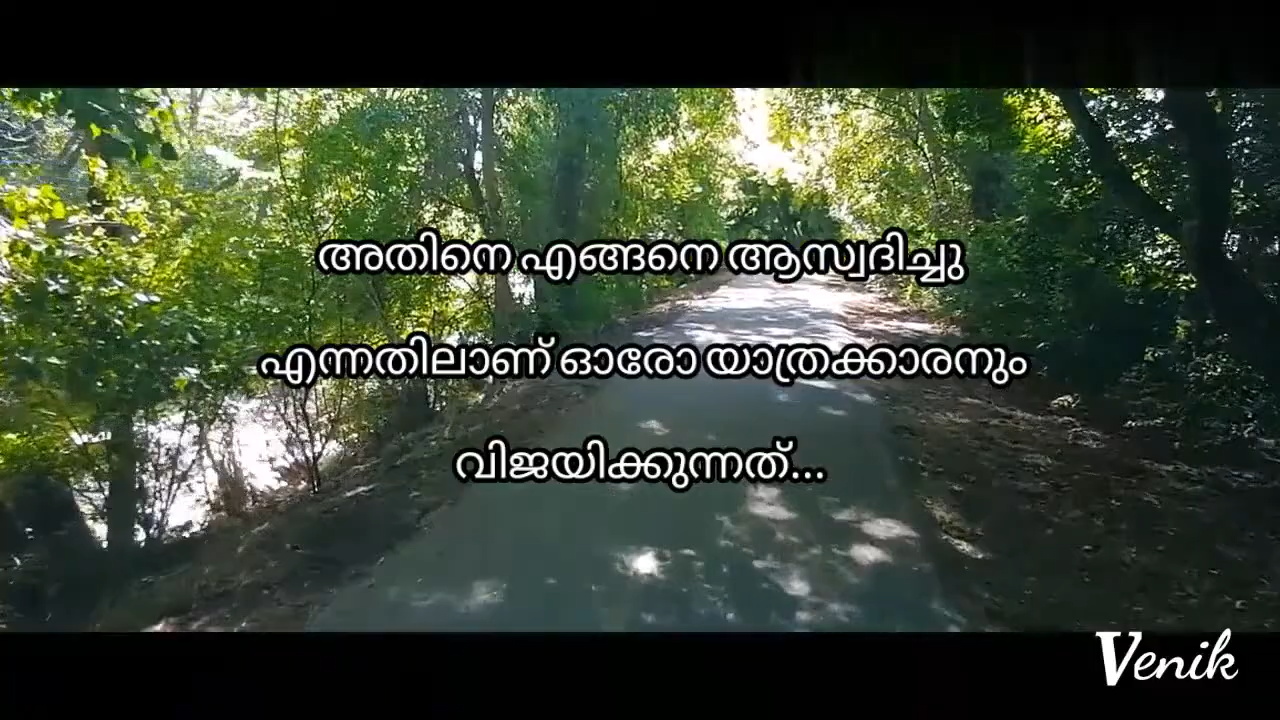 അതിനെ എങ്ങനെ ആസ്വദിച്ചു
എന്നതിലാണ് ഓരോ യാത്രക്കാരനും
വിജയിക്കുന്നത്...
Venik